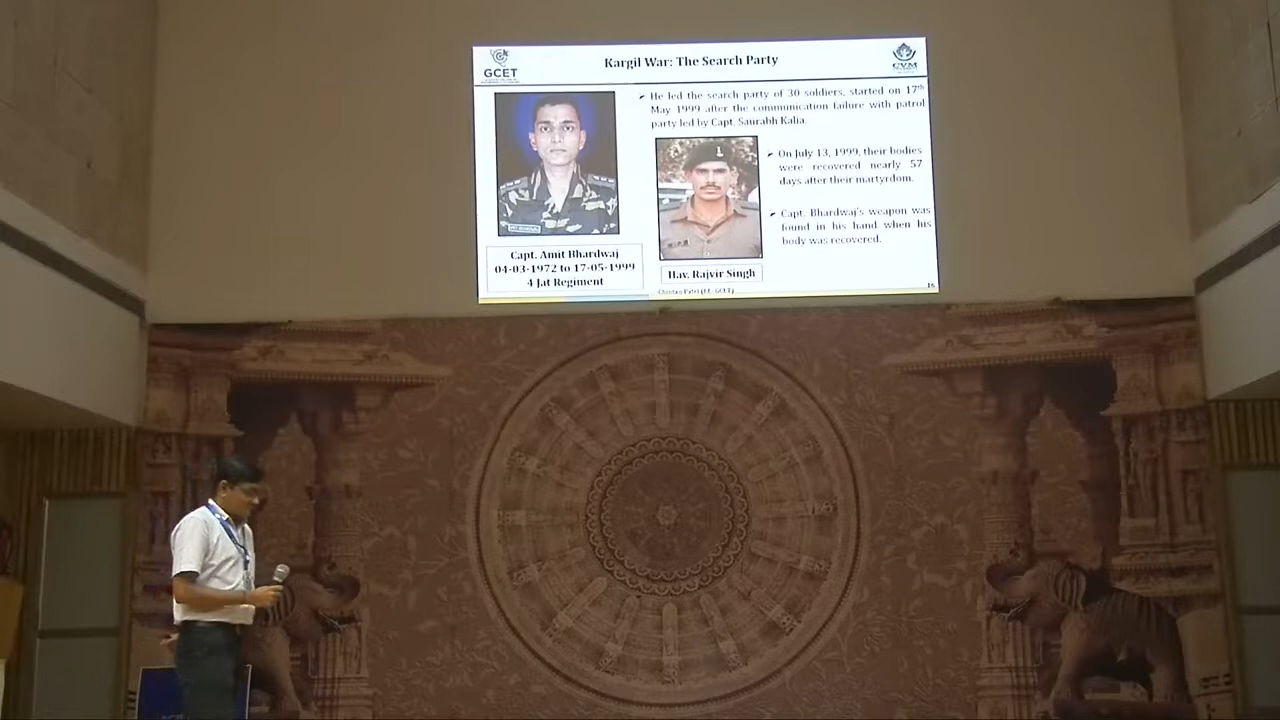 GCET
Kargil War: The Search Party
CVM
➢ He led the search party of 30 soldiers, started on 17th
May 1999 after the communication failure with patrol
party led by Capt. Saurabh Kalia.
➢ On July 13, 1999, their bodies
were recovered nearly 57
days after their martyrdom.
➢ Capt. Bhardwaj's weapon was
found in his hand when his
body was recovered.
Capt. Amit Bhardwaj
04-03-1972 to 17-05-1999
4 Jat Regiment
Hav. Rajvir Singh
16